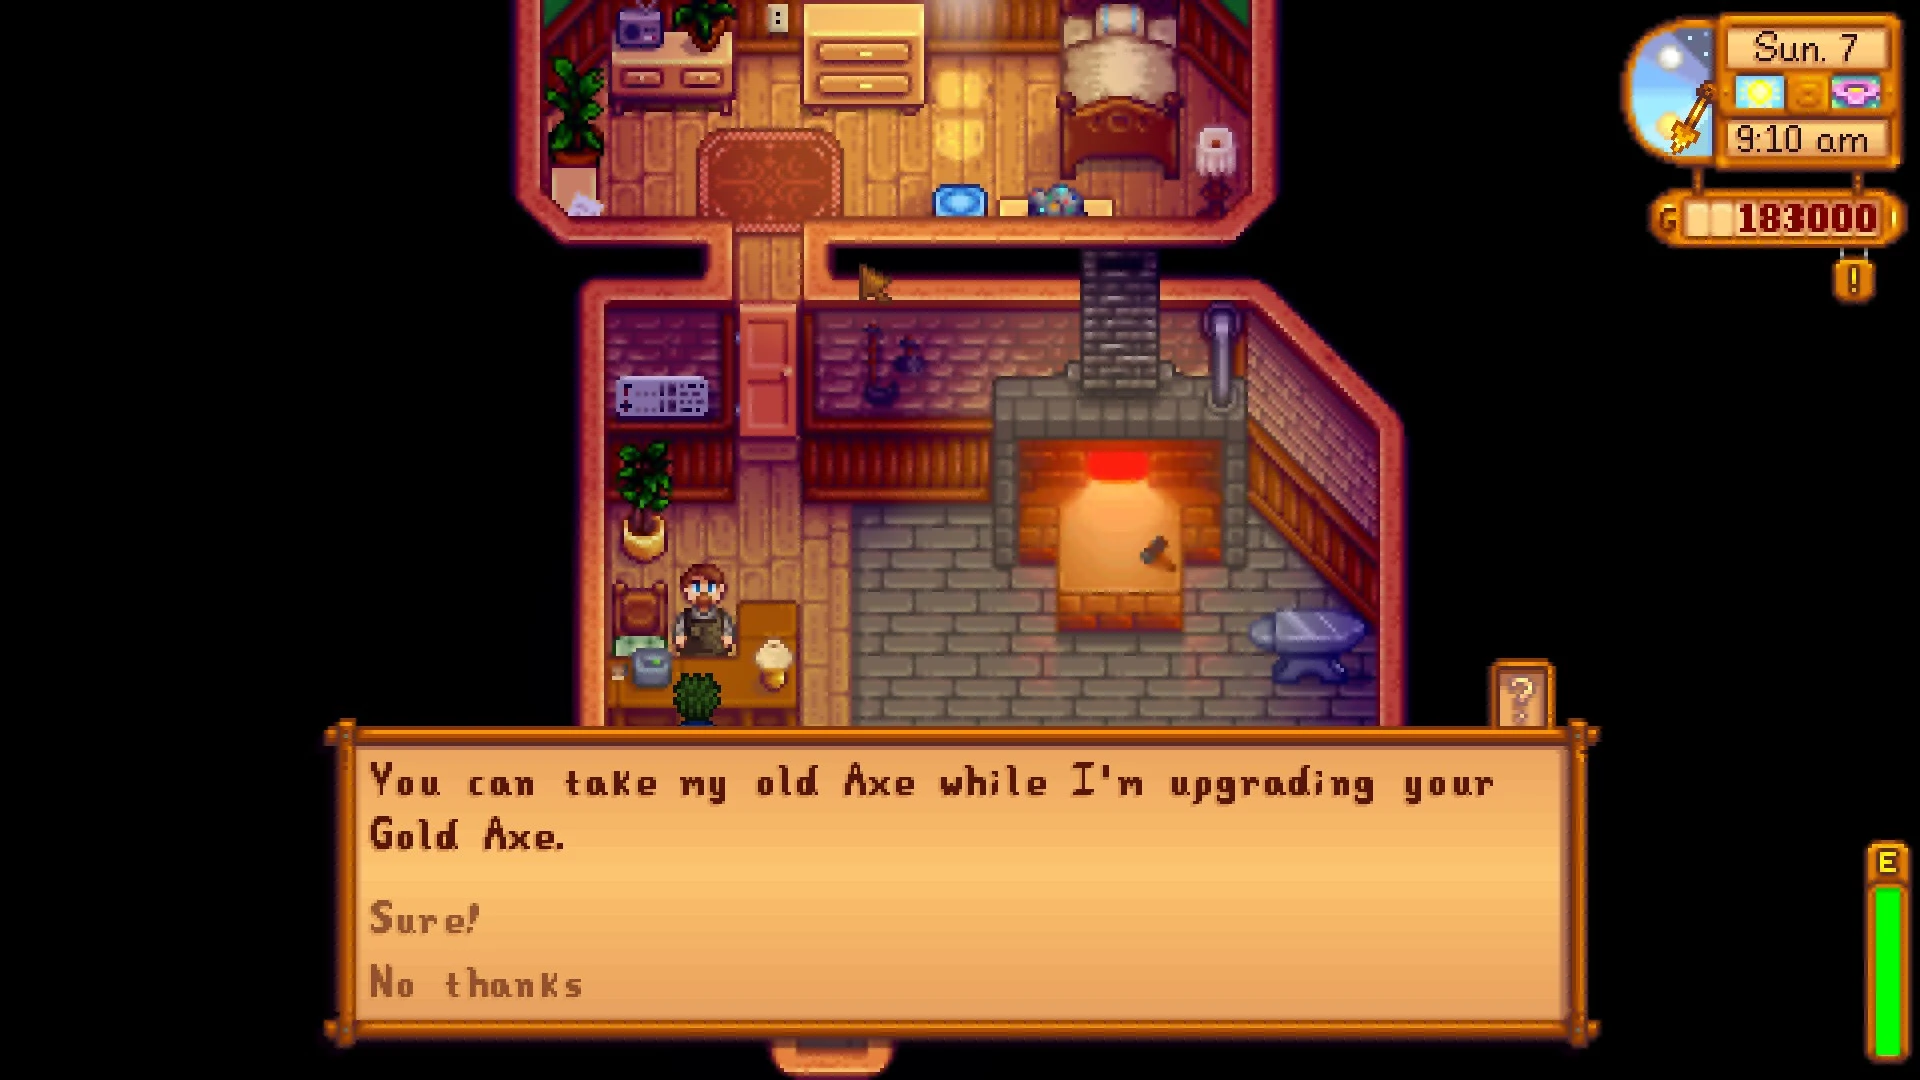 Sun. 7
9:10 am
G 183000
!
?
You can take my old Axe while I'm upgrading your
Gold Axe.
Sure!
No thanks
E